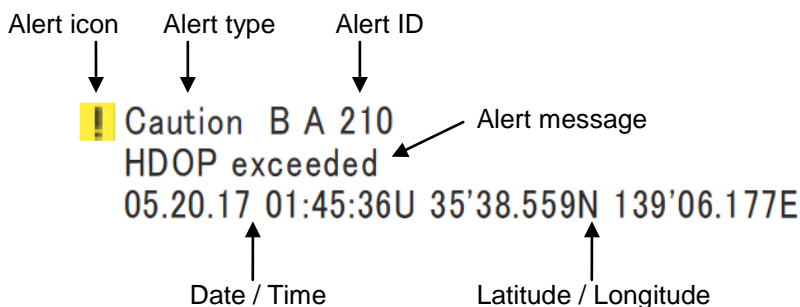 Alert icon Alert type Alert ID
! Caution B A 210
Alert message
HDOP exceeded
05.20.17 01:45:36U 35'38.559N 139'06.177E
Date / Time Latitude / Longitude